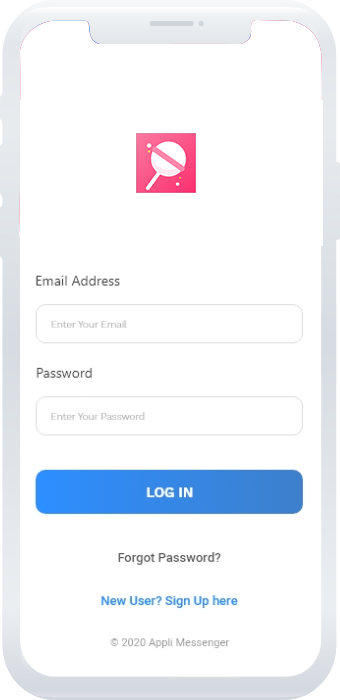 Email Address
Enter Your Email
Password
Enter Your Password
LOG IN
Forgot Password?
New User? Sign Up here
© 2020 Appli Messenger